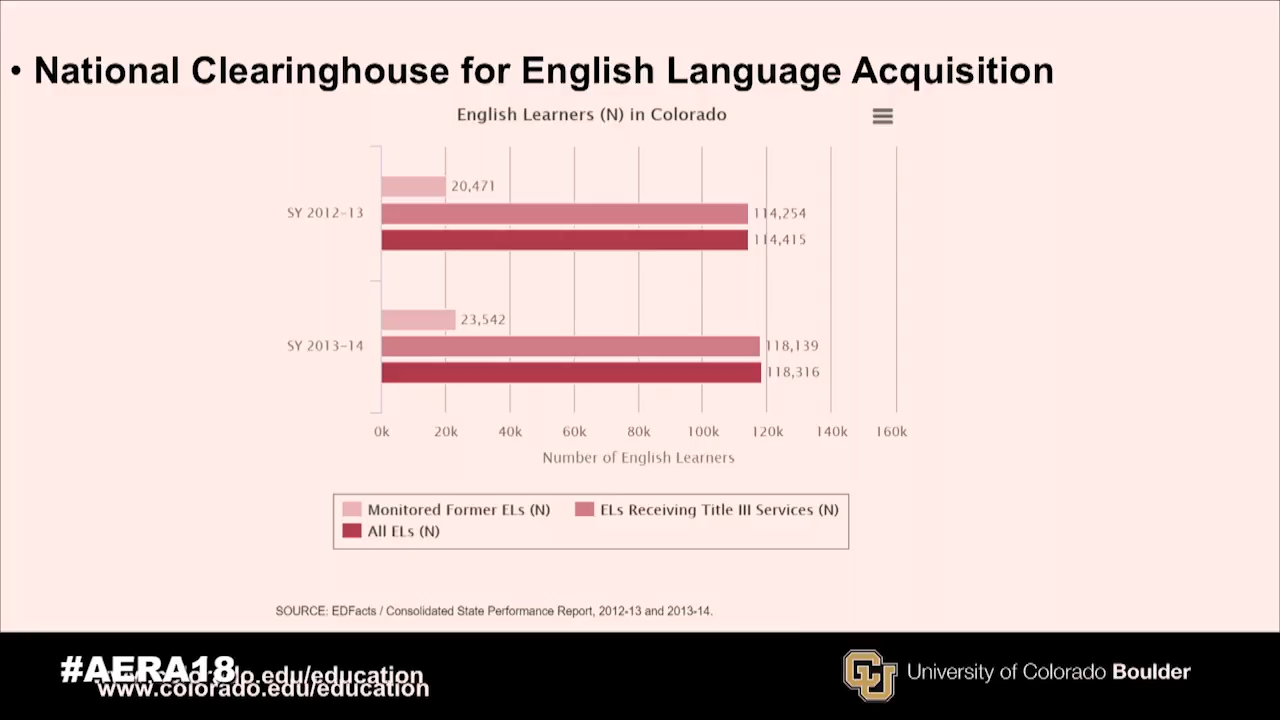 • National Clearinghouse for English Language Acquisition
English Learners (N) in Colorado
20,471
SY 2012-13
114,254
114,415
23,542
SY 2013-14
118,139
118,316
0k 20k 40k 60k 80k 100k 120k 140k 160k
Number of English Learners
Monitored Former ELs (N) ELs Receiving Title III Services (N)
All ELs (N)
SOURCE: EDFacts / Consolidated State Performance Report, 2012-13 and 2013-14.
#AERA18
www.colorado.edu/education
CU
University of Colorado Boulder